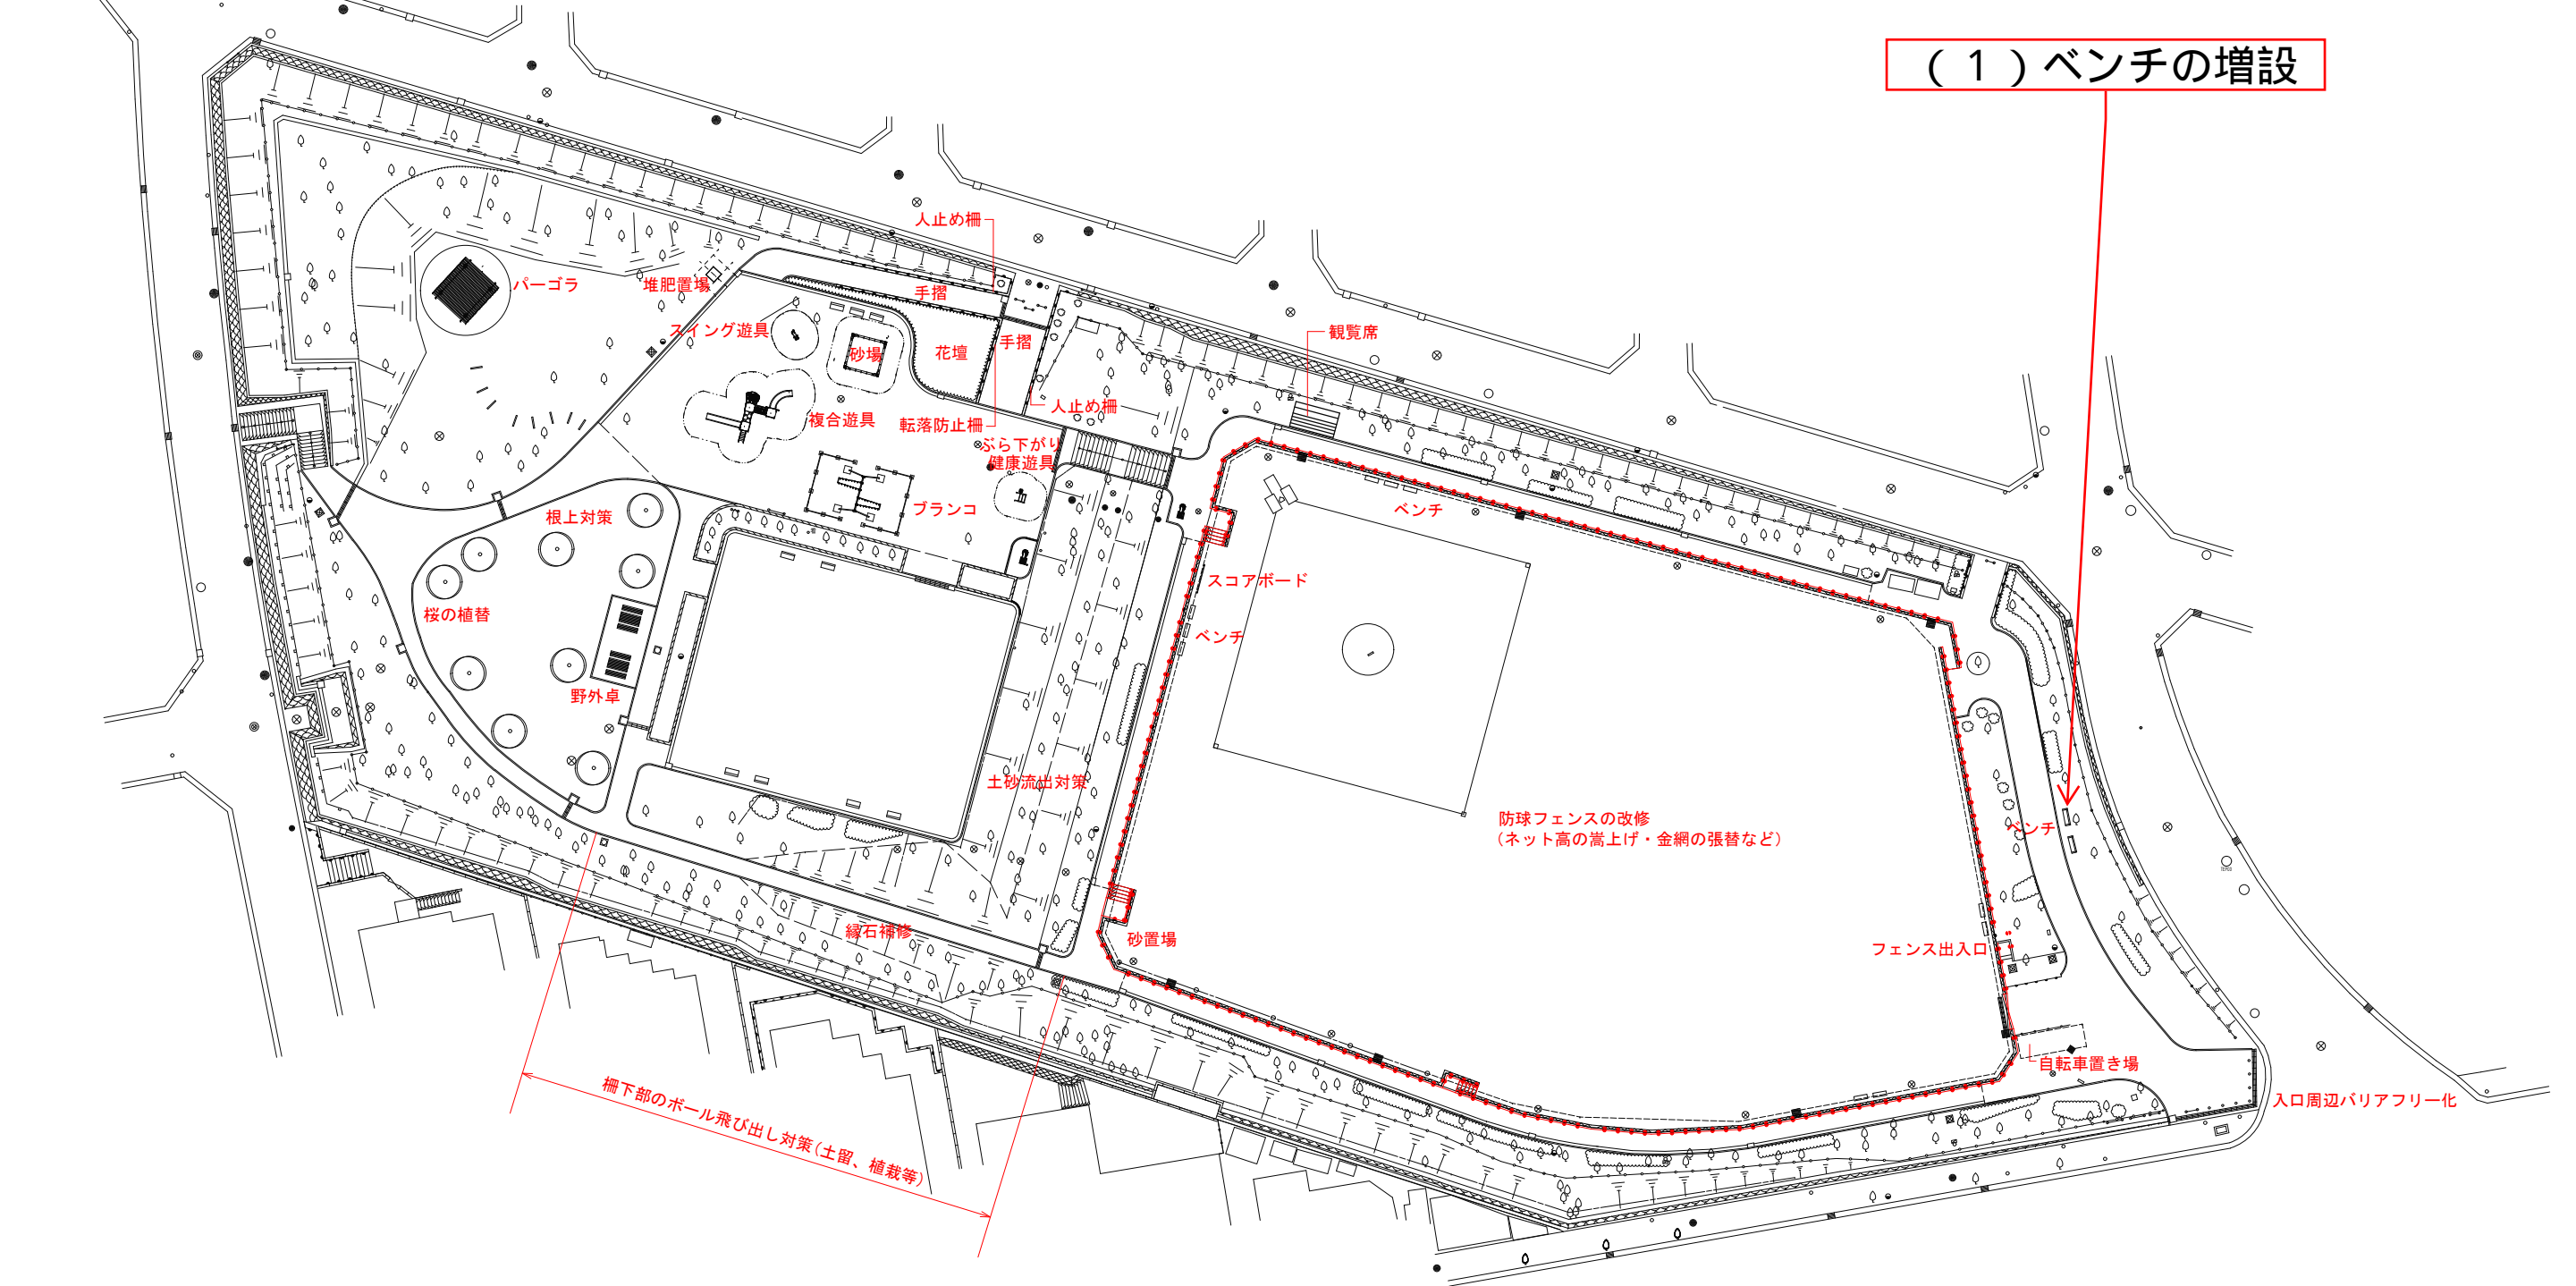 （１）ベンチの増設
人止め柵
パーゴラ
堆肥置場
手摺
スイング遊具
砂場
花壇
手摺
観覧席
人止め柵
複合遊具
転落防止柵
ぶら下がり
健康遊具
ブランコ
ベンチ
根上対策
スコアボード
桜の植替
ベンチ
野外卓
土砂流出対策
防球フェンスの改修
（ネット高の嵩上げ・金網の張替など）
ベンチ
縁石補修
砂置場
フェンス出入口
自転車置き場
入口周辺バリアフリー化
柵下部のボール飛び出し対策（土留、植栽等）